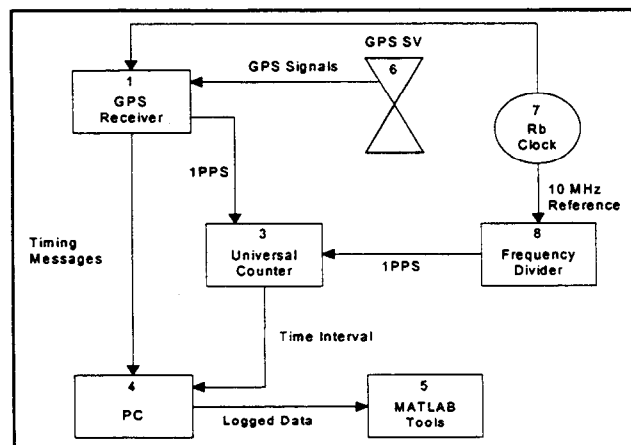 GPS SV
6
GPS Signals
1
GPS
Receiver
7
Rb
Clock
1PPS
10 MHz
Reference
Timing
Messages
3
Universal
Counter
1PPS
8
Frequency
Divider
Time Interval
4
PC
Logged Data
5
MATLAB
Tools